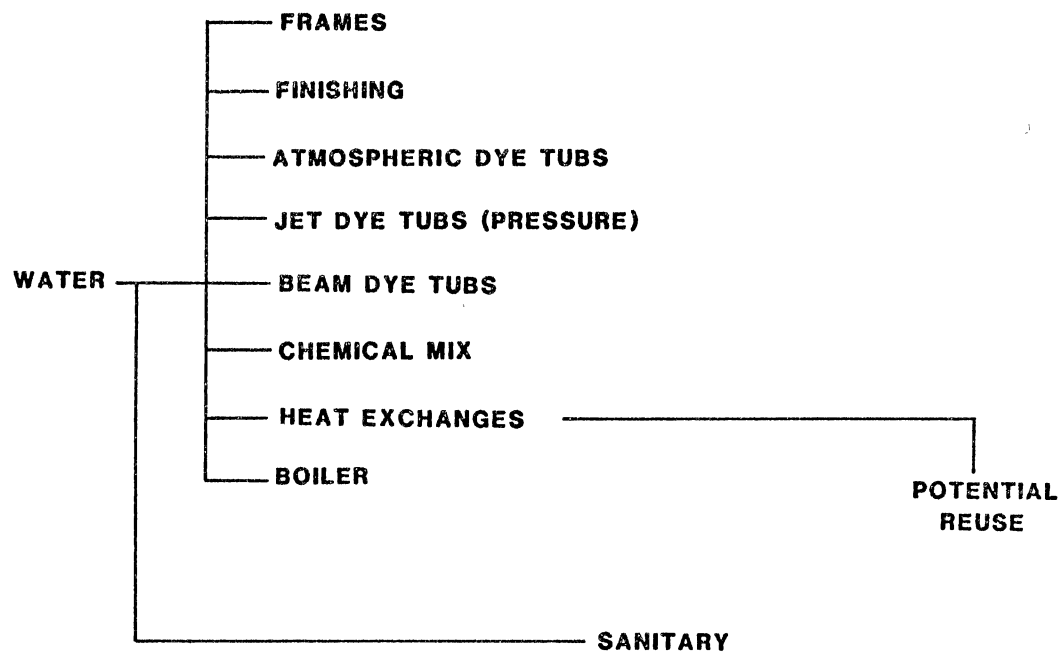 FRAMES
FINISHING
ATMOSPHERIC DYE TUBS
JET DYE TUBS (PRESSURE)
WATER
BEAM DYE TUBS
CHEMICAL MIX
HEAT EXCHANGES
BOILER
POTENTIAL
REUSE
SANITARY